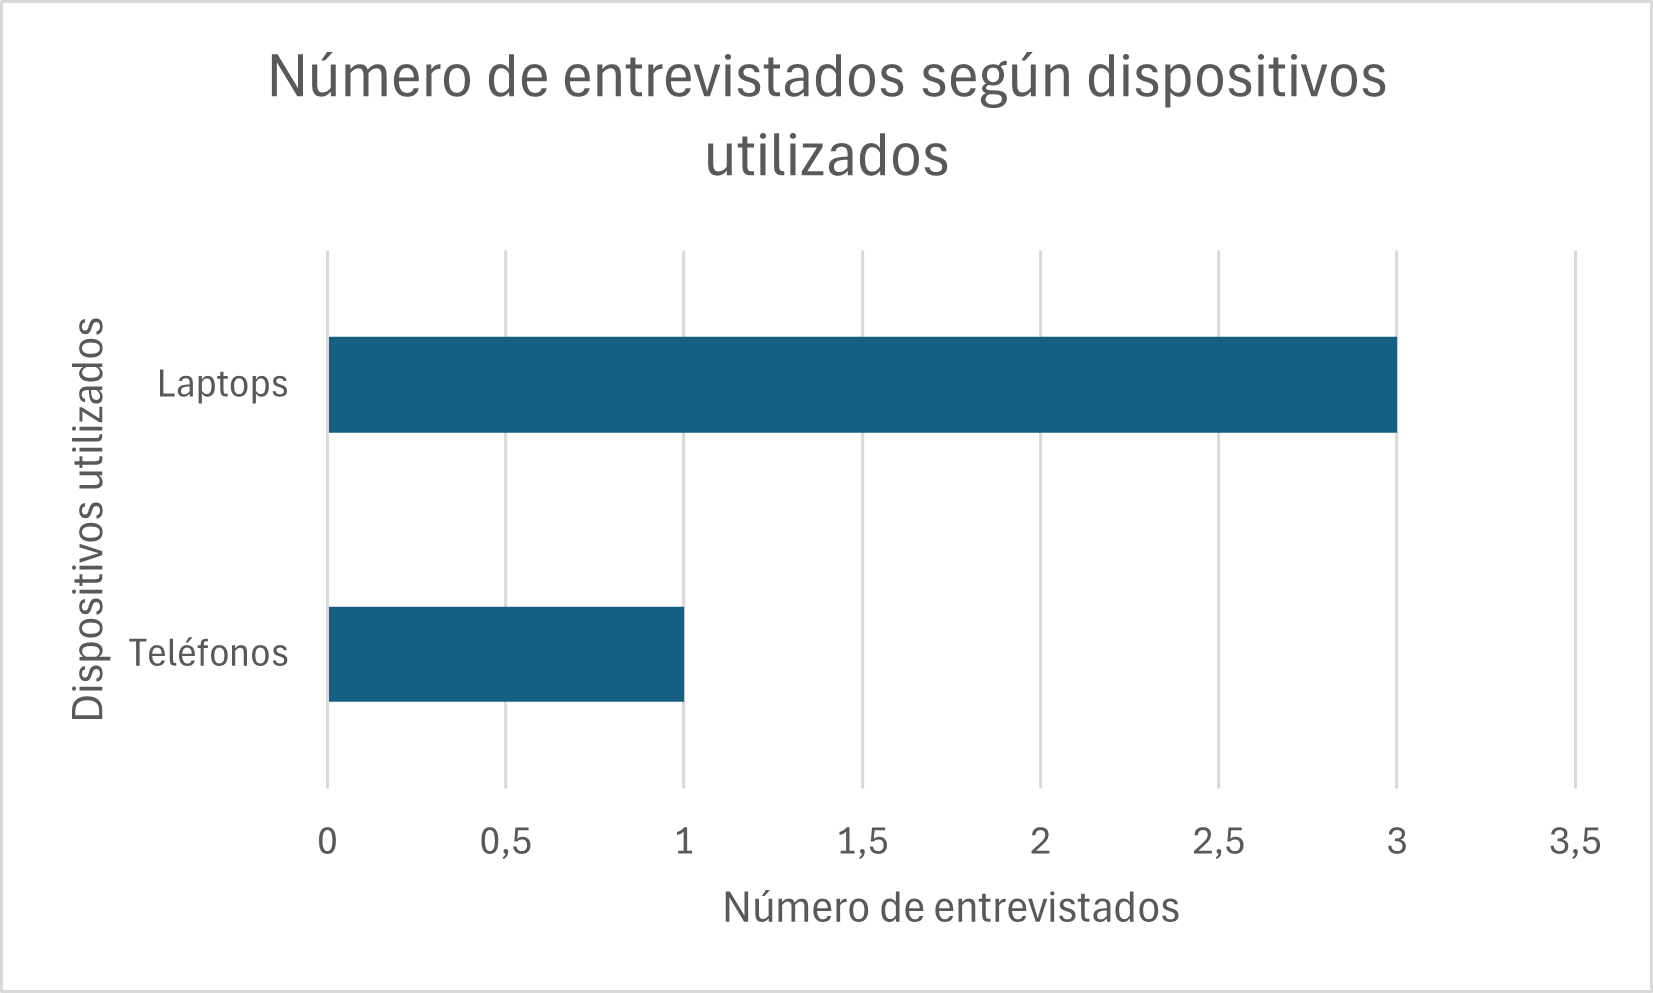 Número de entrevistados según dispositivos
utilizados
Dispositivos utilizados
Laptops
Teléfonos
0 0,5 1 1,5 2 2,5 3 3,5
Número de entrevistados